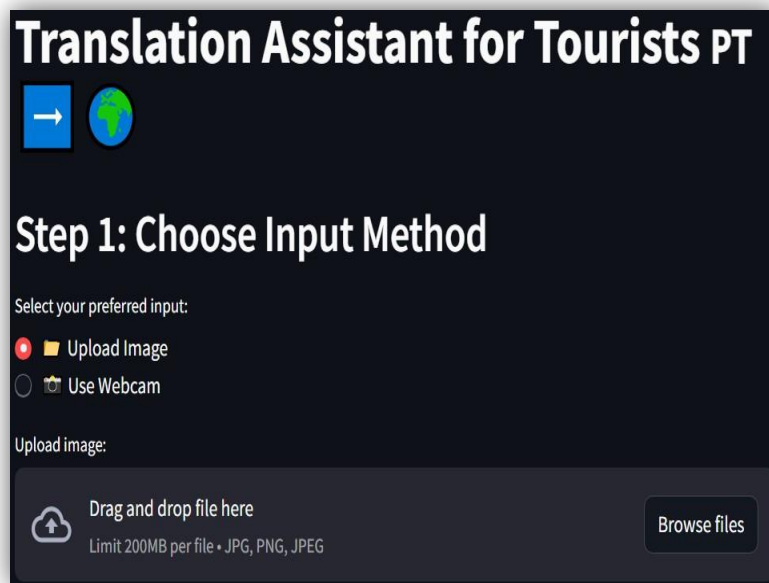 Translation Assistant for Tourists PT
Step 1: Choose Input Method
Select your preferred input:
Upload Image
Use Webcam
Upload image:
Drag and drop file here
Browse files
Limit 200MB per file • JPG, PNG, JPEG